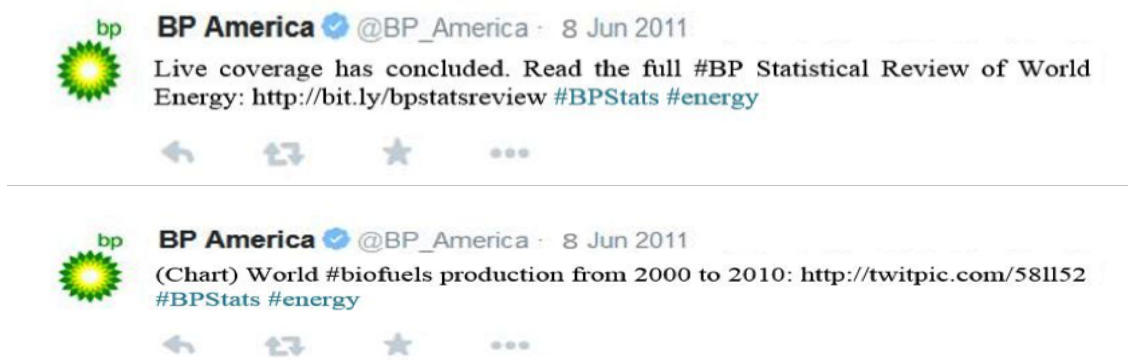 bp
BP America @BP_America · 8 Jun 2011
Live coverage has concluded. Read the full #BP Statistical Review of World
Energy: http://bit.ly/bpstatsreview #BPStats #energy
bp
BP America @BP_America · 8 Jun 2011
(Chart) World #biofuels production from 2000 to 2010: http://twitpic.com/58ll52
#BPStats #energy